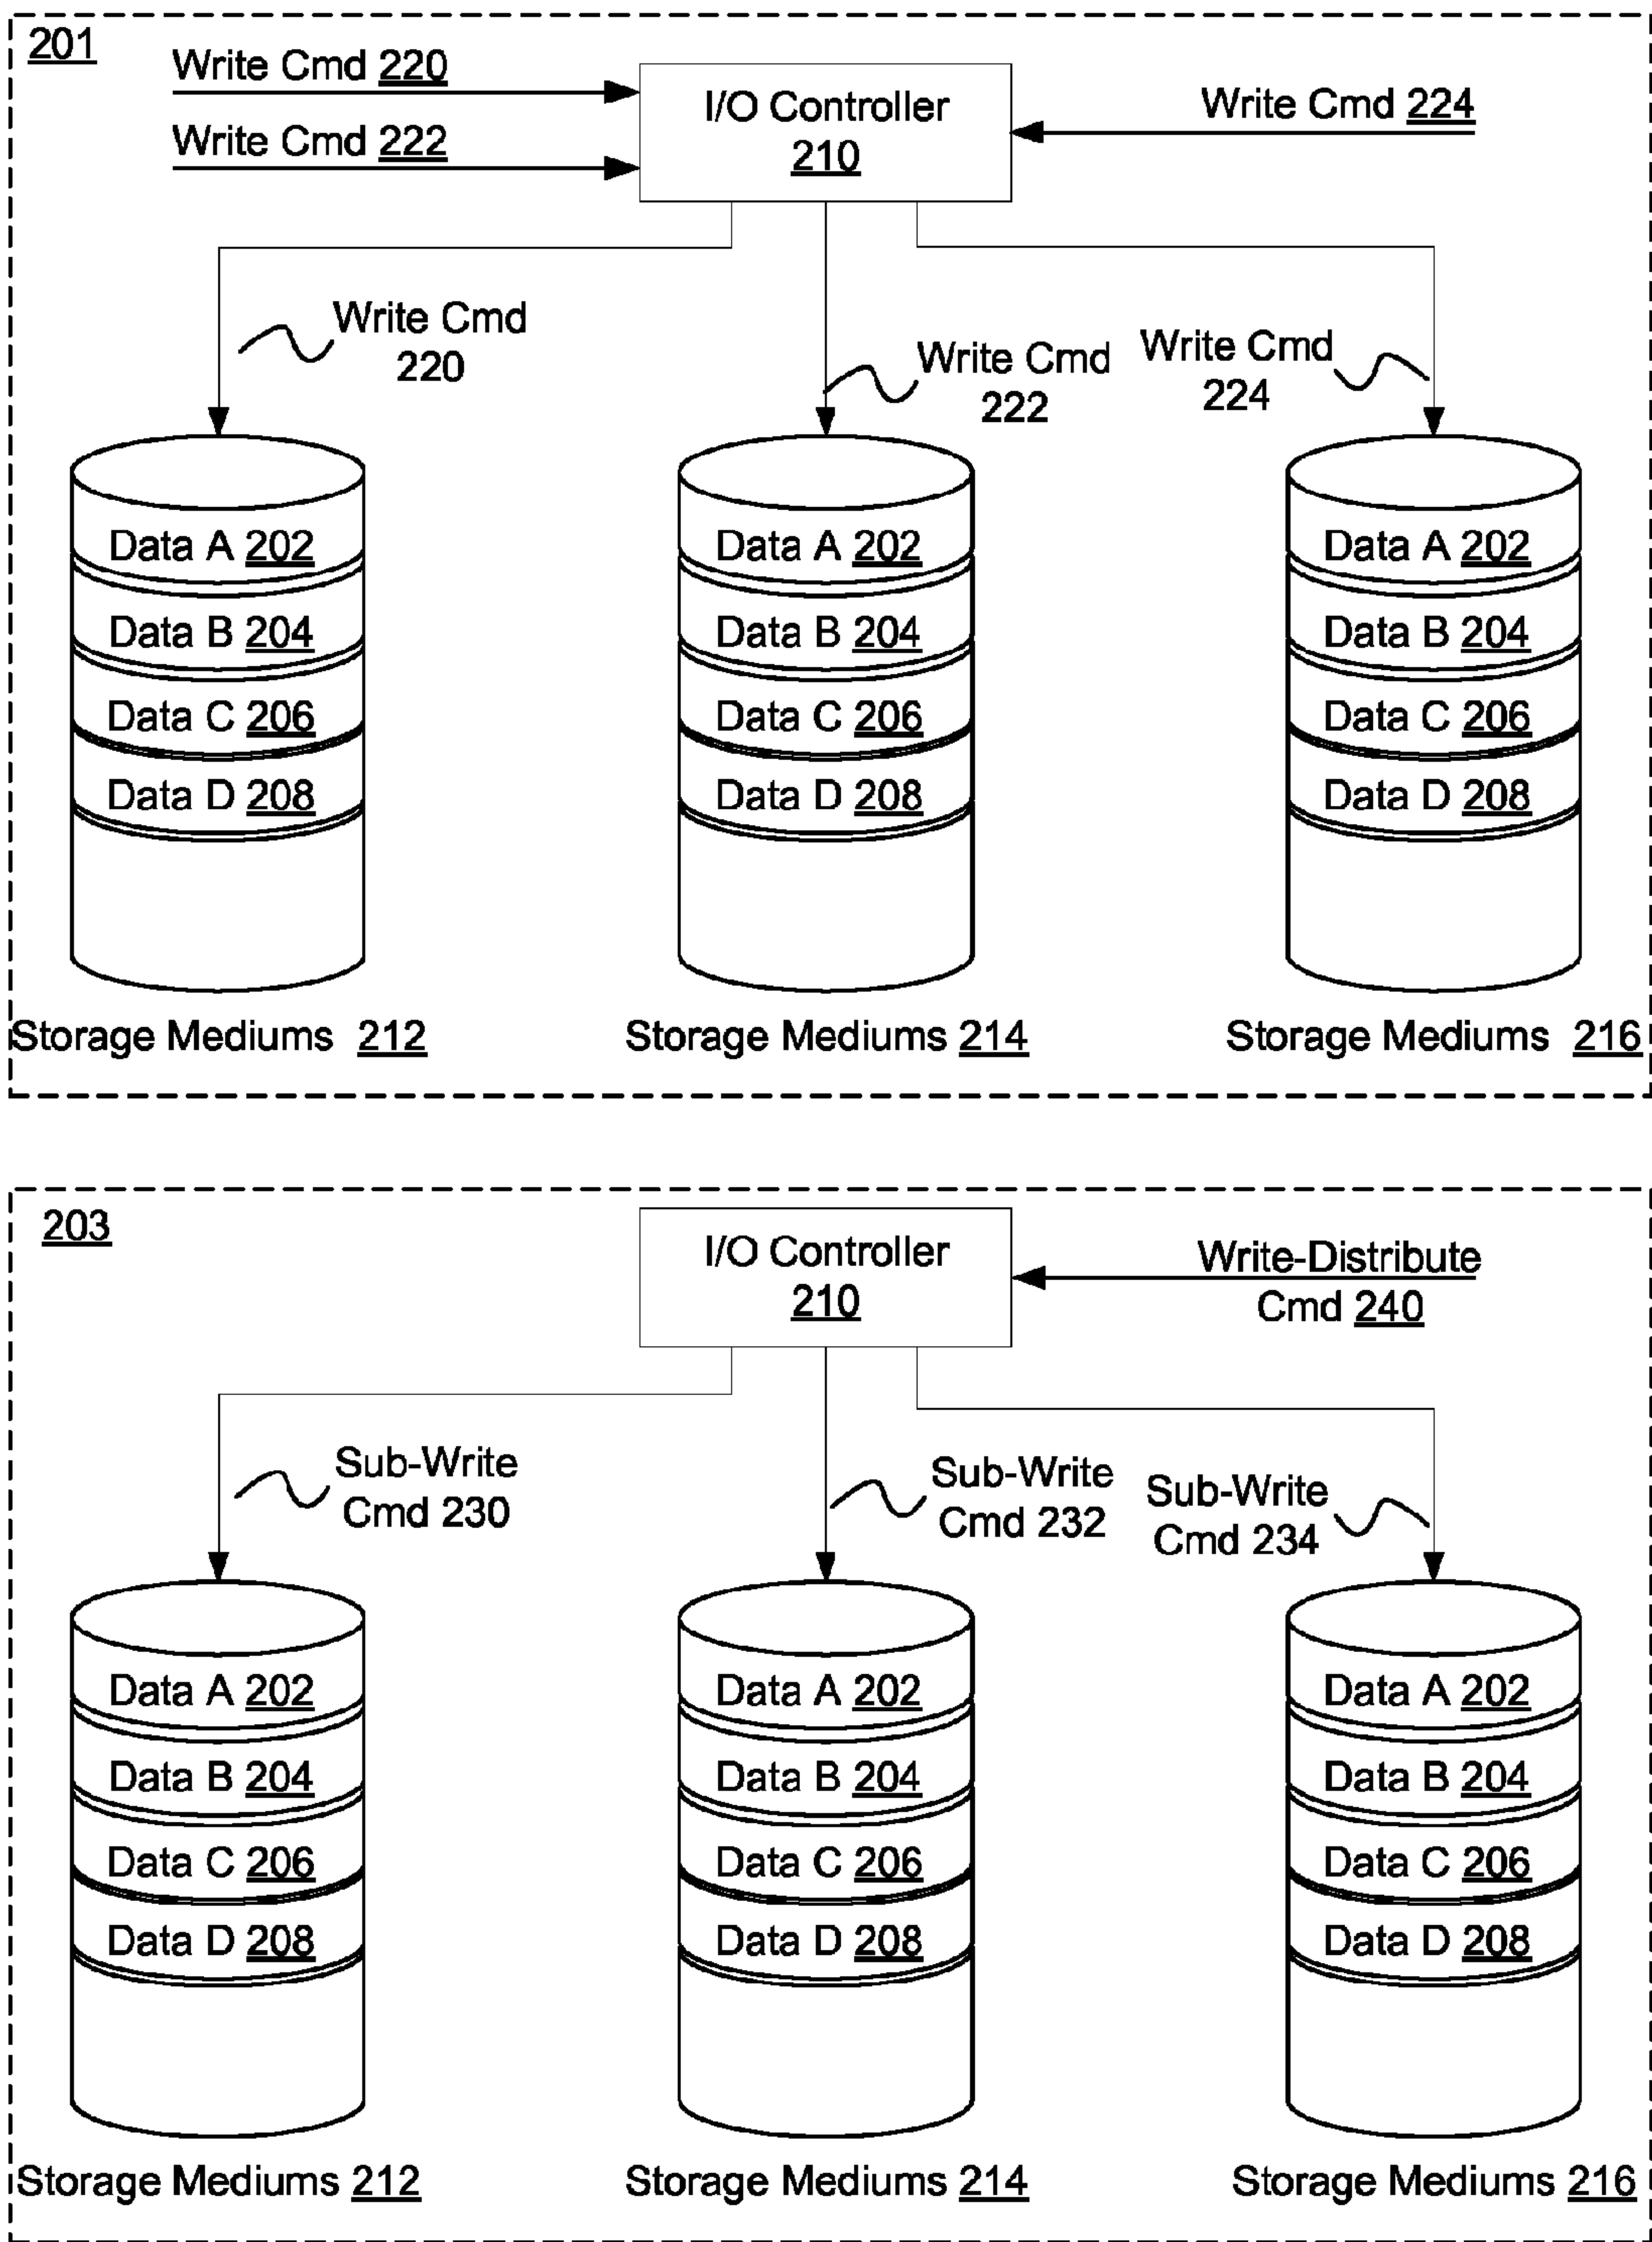 201
Write Cmd 220
Write Cmd 222
I/O Controller
210
Write Cmd 224
Write Cmd
220
Write Cmd
222
Write Cmd
224
Data A 202
Data B 204
Data C 206
Data D 208
Storage Mediums 212
Data A 202
Data B 204
Data C 206
Data D 208
Storage Mediums 214
Data A 202
Data B 204
Data C 206
Data D 208
Storage Mediums 216
203
I/O Controller
210
Write-Distribute
Cmd 240
Sub-Write
Cmd 230
Sub-Write
Cmd 232
Sub-Write
Cmd 234
Data A 202
Data B 204
Data C 206
Data D 208
Storage Mediums 212
Data A 202
Data B 204
Data C 206
Data D 208
Storage Mediums 214
Data A 202
Data B 204
Data C 206
Data D 208
Storage Mediums 216